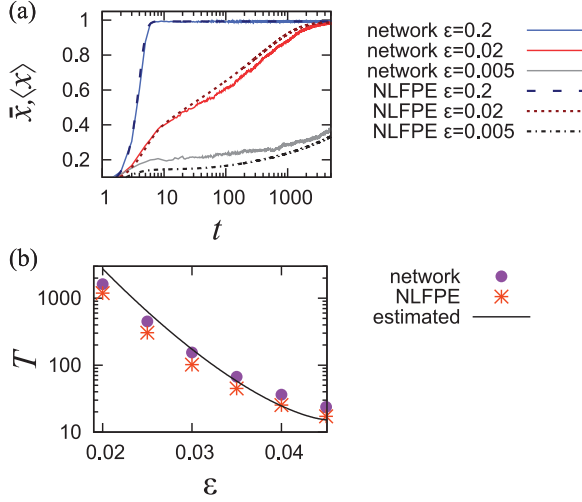 (a)
x̄,⟨x⟩
1
0.8
0.6
0.4
0.2
1 10 100 1000
t
network ε=0.2
network ε=0.02
network ε=0.005
NLFPE ε=0.2
NLFPE ε=0.02
NLFPE ε=0.005
(b)
T
1000
100
10
0.02 0.03 0.04
ε
network
NLFPE
estimated